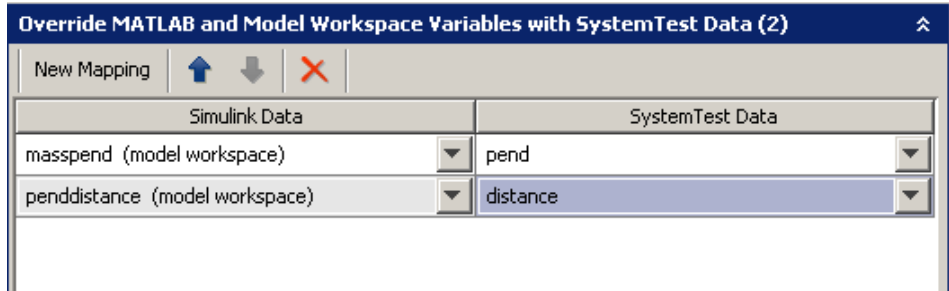 Override MATLAB and Model Workspace Variables with SystemTest Data (2)
New Mapping
Simulink Data SystemTest Data
masspend (model workspace) pend
penddistance (model workspace) distance